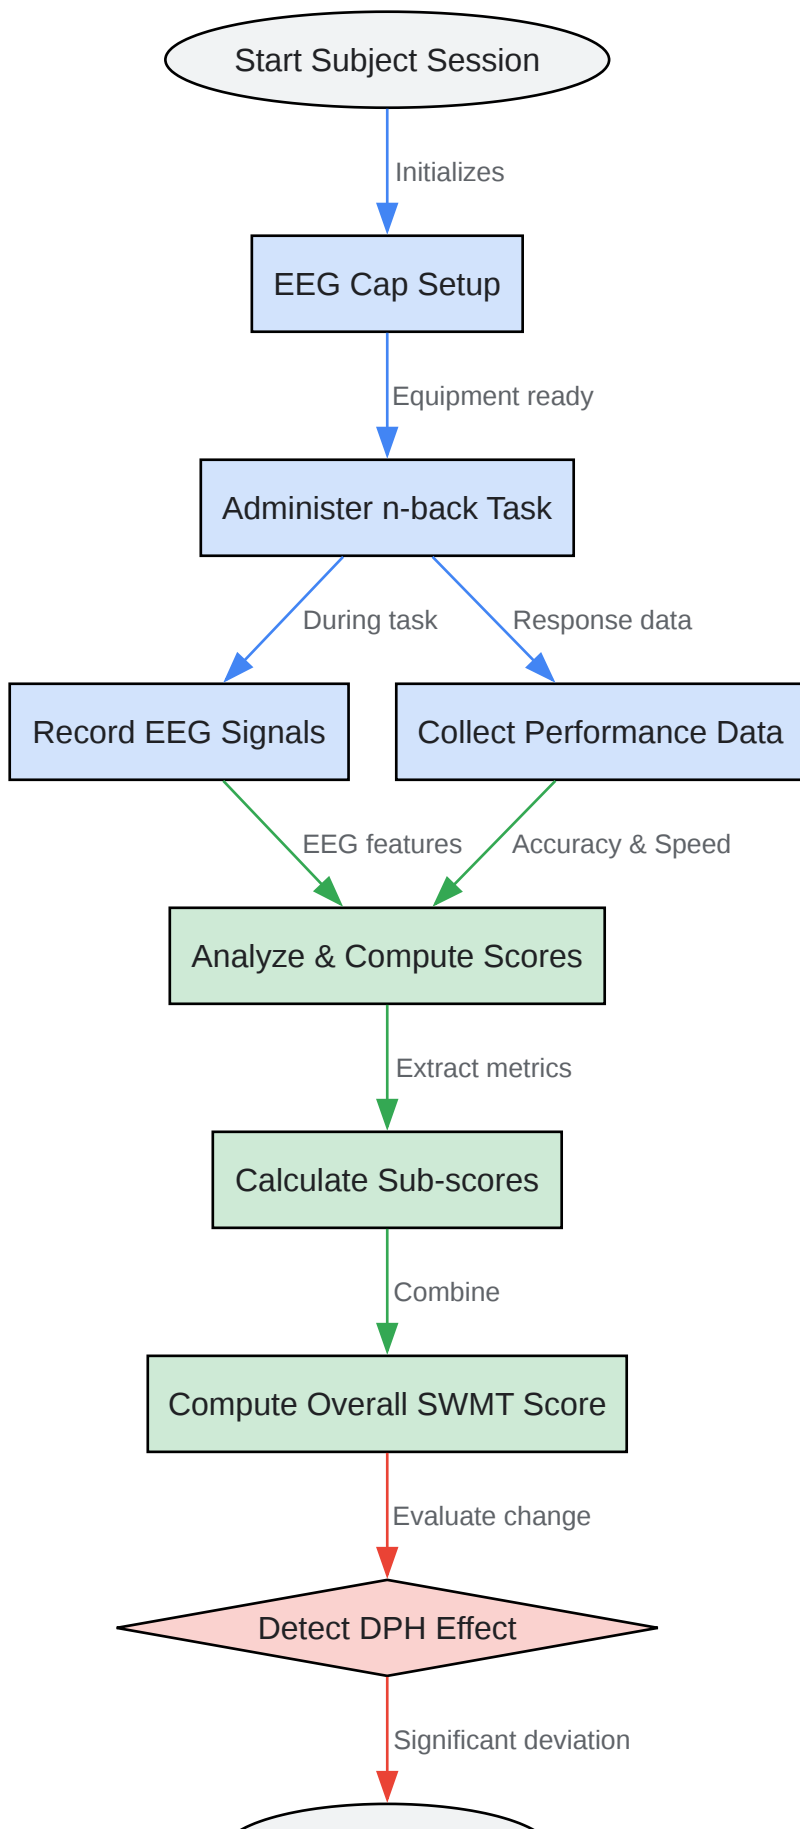 Start Subject Session
Initializes
EEG Cap Setup
Equipment ready
Administer n-back Task
During task
Response data
Record EEG Signals
Collect Performance Data
EEG features
Accuracy & Speed
Analyze & Compute Scores
Extract metrics
Calculate Sub-scores
Combine
Compute Overall SWMT Score
Evaluate change
Detect DPH Effect
Significant deviation